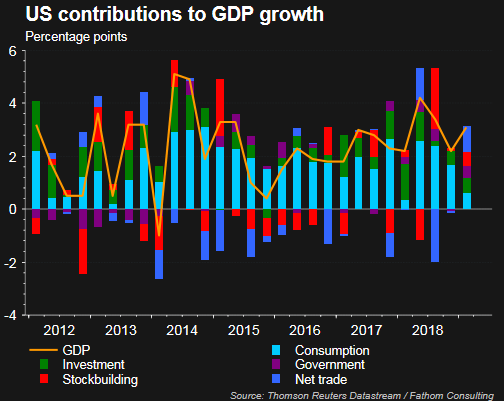 US contributions to GDP growth
Percentage points
6
4
2
0
-2
-4
2012 2013 2014 2015 2016 2017 2018
GDP Consumption
Investment Government
Stockbuilding Net trade
Source: Thomson Reuters Datastream / Fathom Consulting